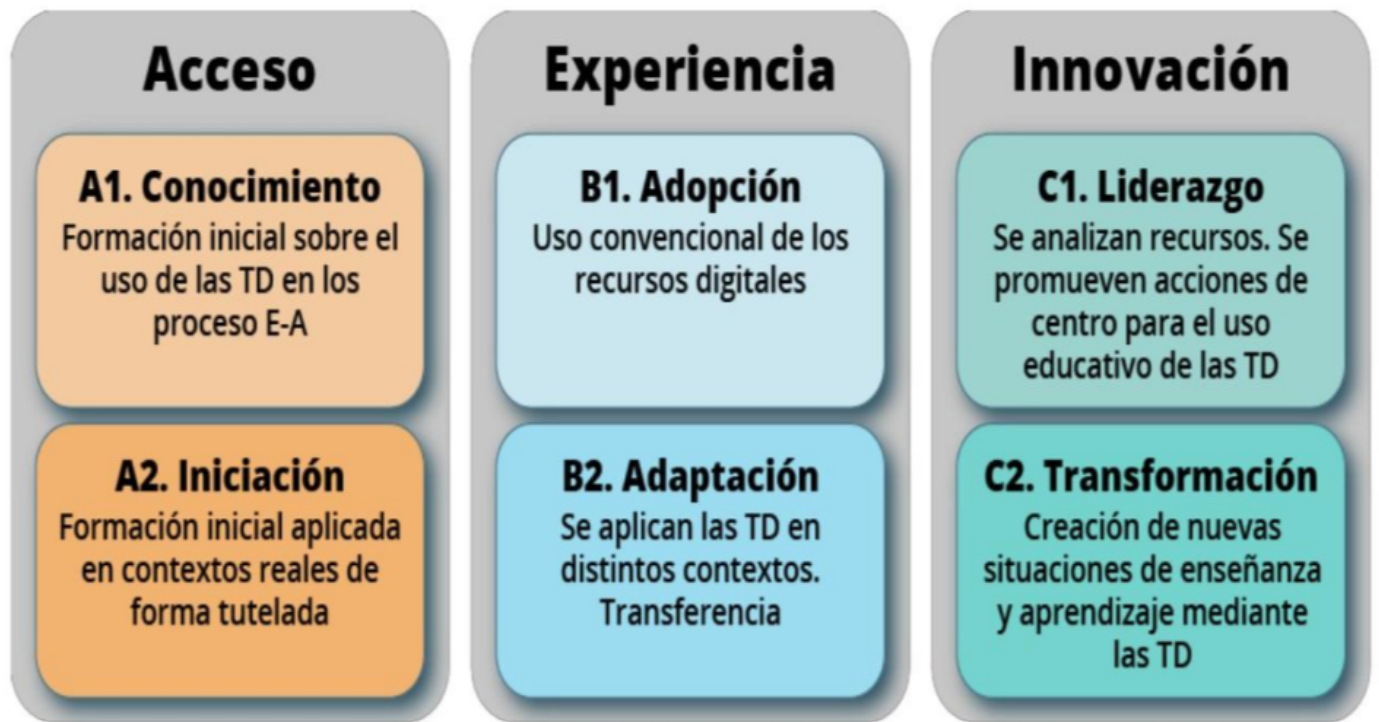 Acceso
A1. Conocimiento
Formación inicial sobre el
uso de las TD en los
proceso E-A
A2. Iniciación
Formación inicial aplicada
en contextos reales de
forma tutelada
Experiencia
B1. Adopción
Uso convencional de los
recursos digitales
B2. Adaptación
Se aplican las TD en
distintos contextos.
Transferencia
Innovación
C1. Liderazgo
Se analizan recursos. Se
promueven acciones de
centro para el uso
educativo de las TD
C2. Transformación
Creación de nuevas
situaciones de enseñanza
y aprendizaje mediante
las TD